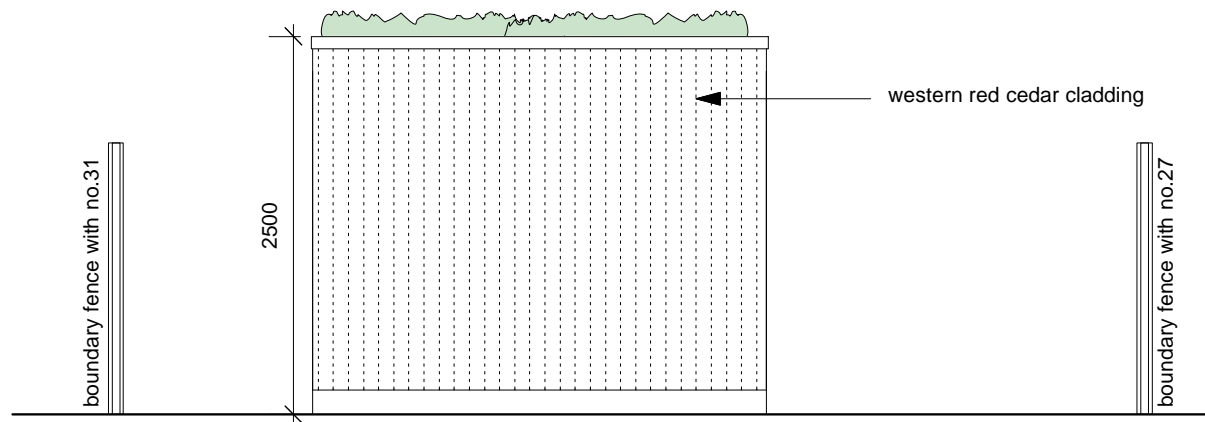 western red cedar cladding
boundary fence with no.31
2500
boundary fence with no.27